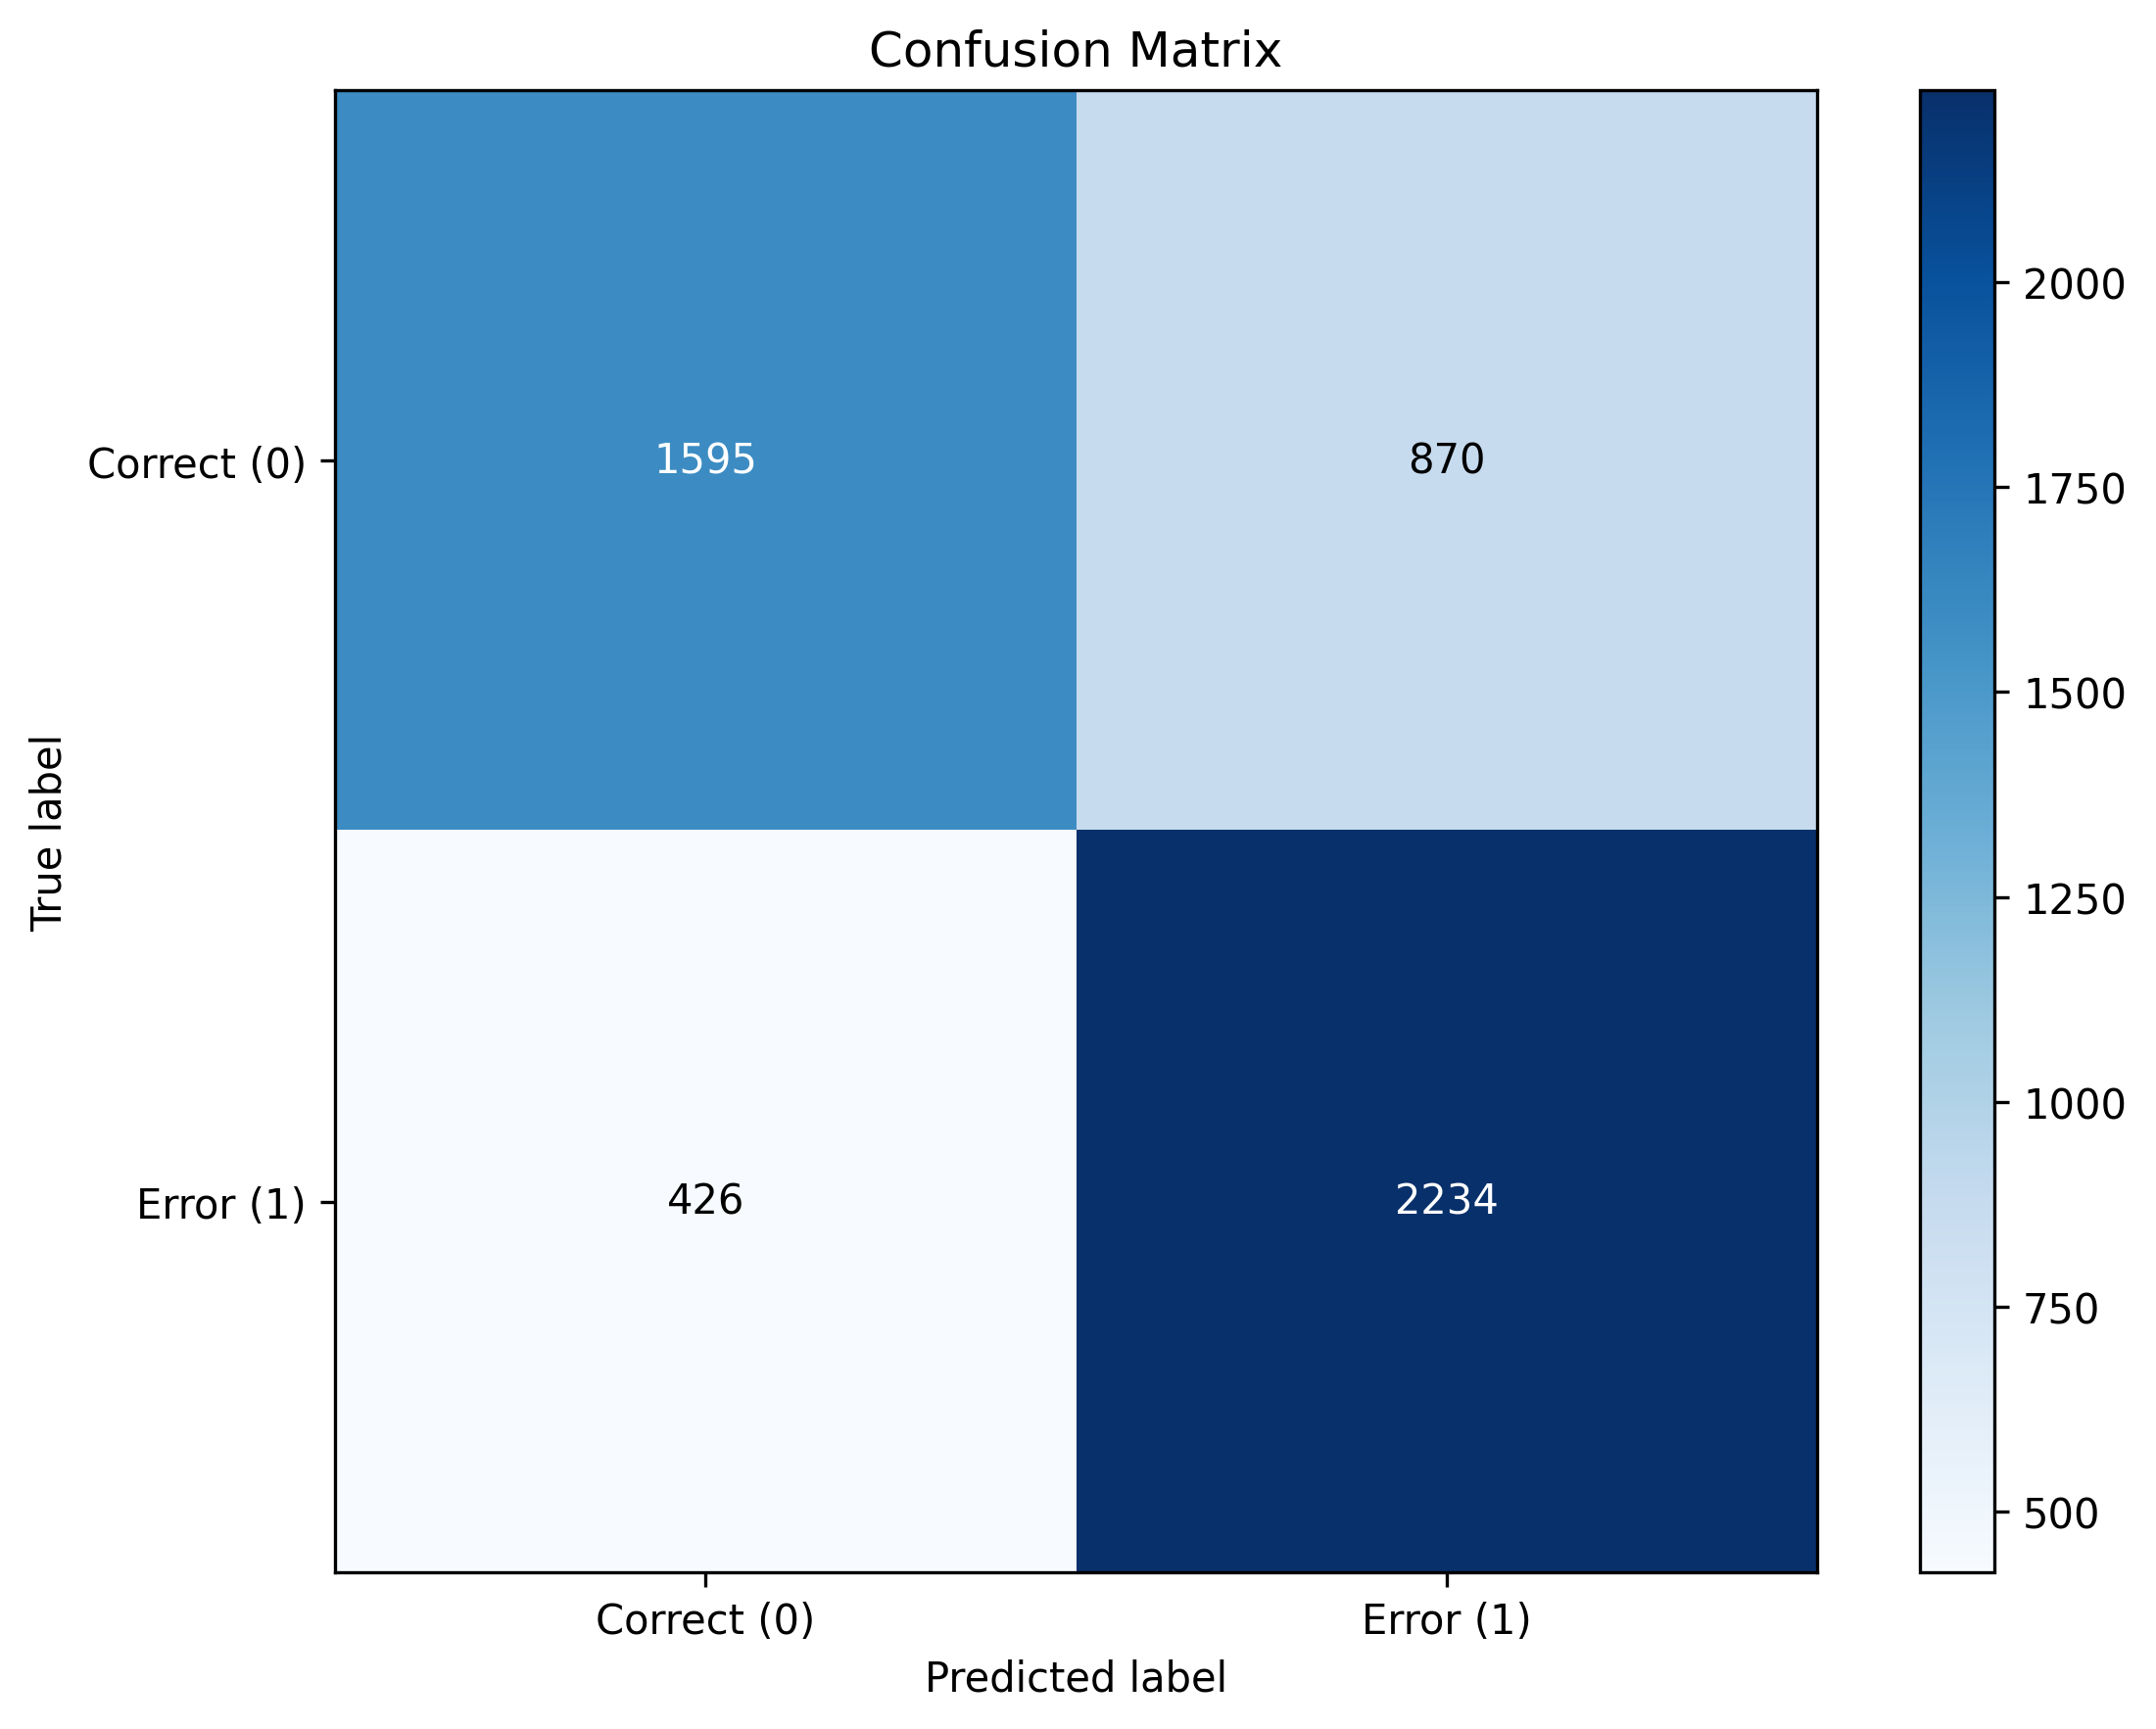 Confusion Matrix
Correct (0)
1595
870
Error (1)
426
2234
Correct (0)
Error (1)
Predicted label
True label
2000
1750
1500
1250
1000
750
500